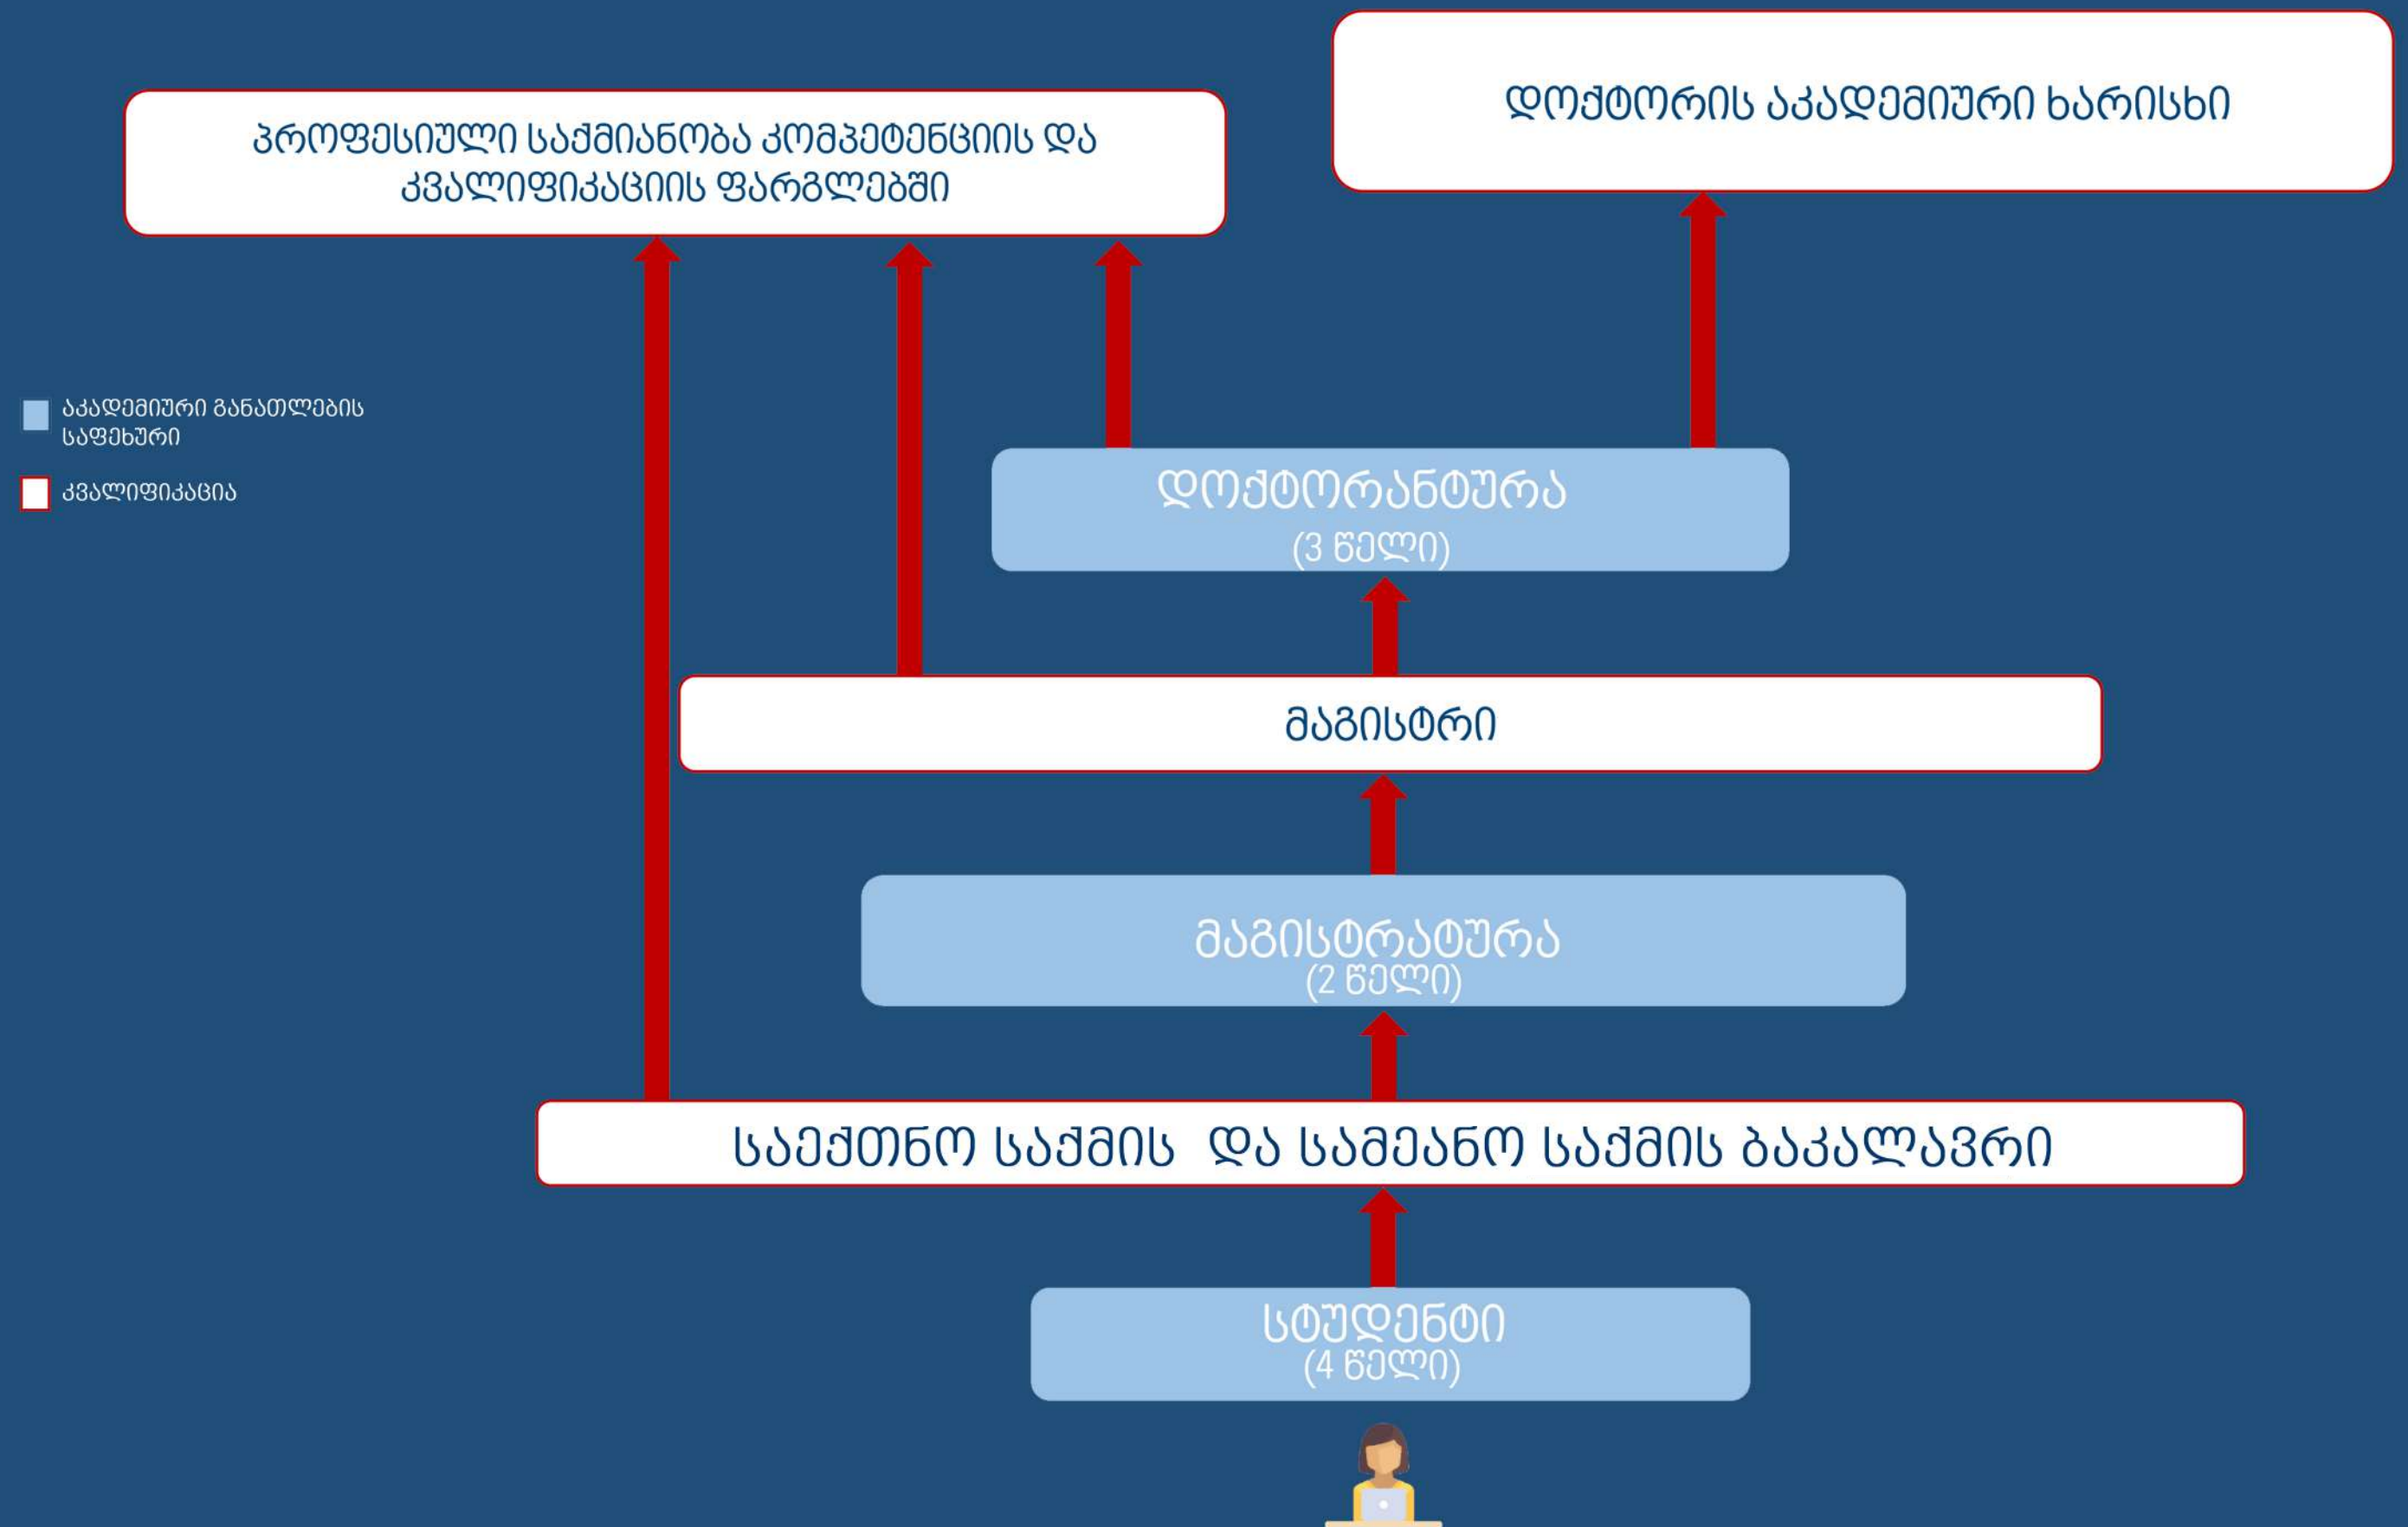 დოქტორის აკადემიური ხარისხი
პროფესიული საქმიანობა კომპეტენციის და
კვალიფიკაციის ფარგლებში
აკადემიური განათლების
საფეხური
კვალიფიკაცია
დოქტორანტურა
(3 წელი)
მაგისტრი
მაგისტრატურა
(2 წელი)
საექთნო საქმის და სამეანო საქმის ბაკალავრი
სტუდენტი
(4 წელი)